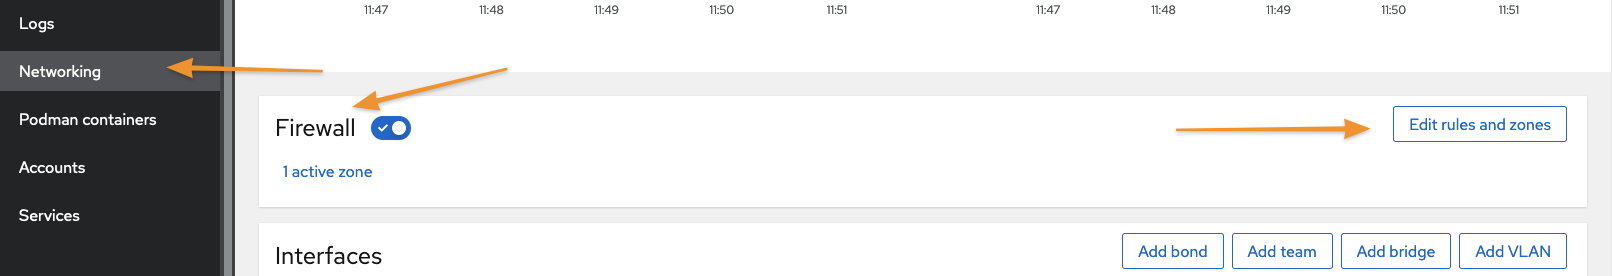 Logs
Networking
Podman containers
Accounts
Services
11:47 11:48 11:49 11:50 11:51 11:47 11:48 11:49 11:50 11:51
Firewall
Edit rules and zones
1 active zone
Interfaces
Add bond Add team Add bridge Add VLAN